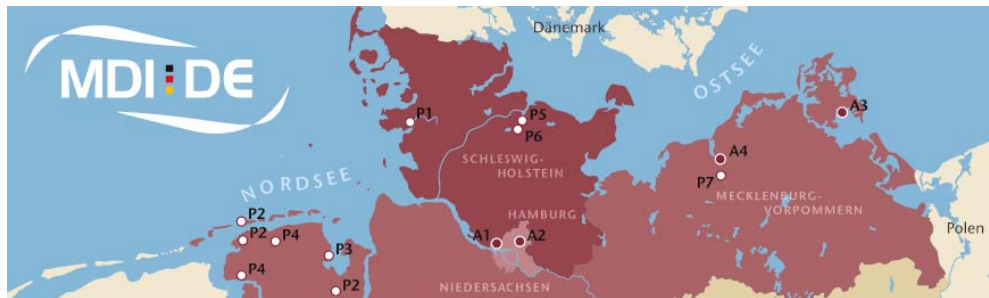 MDI:DE
Dänemark
OSTSEE
A3
P1
P5
P6
SCHLESWIG-
HOLSTEIN
A4
P7
MECKLENBURG-
VORPOMMERN
NORDSEE
HAMBURG
P2
P2
P4
P3
A1
A2
Polen
P4
P2
NIEDERSACHSEN